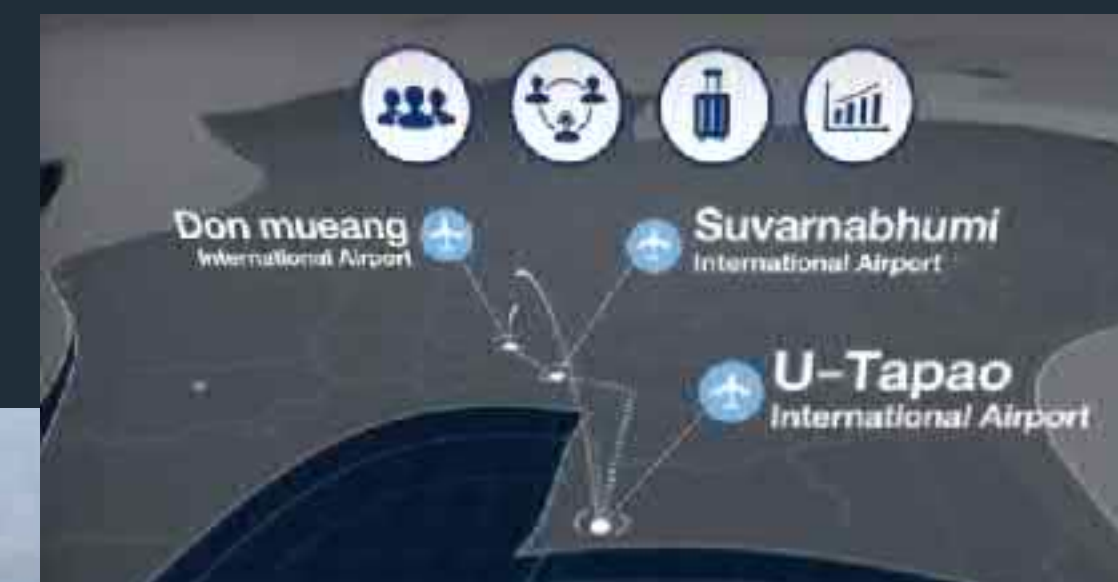 Don mueang
International Airport
Suvarnabhumi
International Airport
U-Tapao
International Airport